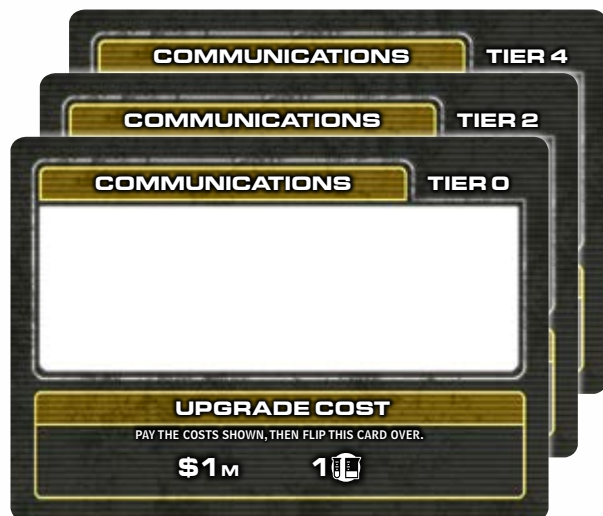 COMMUNICATIONS TIER 4
COMMUNICATIONS TIER 2
COMMUNICATIONS TIER 0
UPGRADE COST
PAY THE COSTS SHOWN, THEN FLIP THIS CARD OVER.
$1M 1